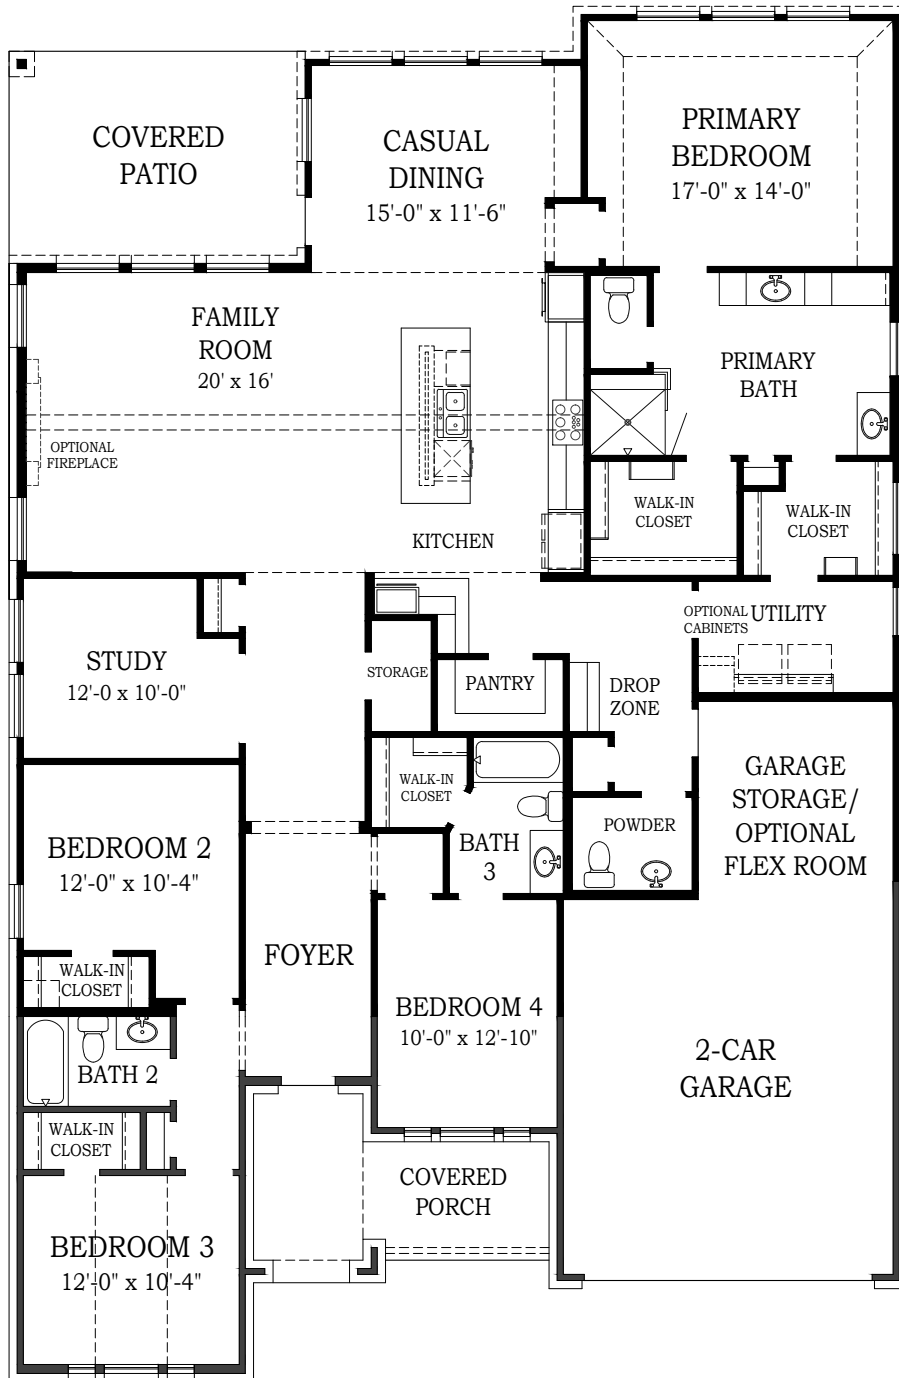 COVERED
PATIO
CASUAL
DINING
15'-0" x 11'-6"
PRIMARY
BEDROOM
17'-0" x 14'-0"
FAMILY
ROOM
20' x 16'
OPTIONAL
FIREPLACE
KITCHEN
PRIMARY
BATH
WALK-IN
CLOSET
WALK-IN
CLOSET
OPTIONAL
CABINETS
UTILITY
STUDY
12'-0 x 10'-0"
STORAGE
PANTRY
DROP
ZONE
WALK-IN
CLOSET
BATH
3
POWDER
GARAGE
STORAGE/
OPTIONAL
FLEX ROOM
BEDROOM 2
12'-0" x 10'-4"
WALK-IN
CLOSET
FOYER
BEDROOM 4
10'-0" x 12'-10"
2-CAR
GARAGE
BATH 2
WALK-IN
CLOSET
COVERED
PORCH
BEDROOM 3
12'-0" x 10'-4"